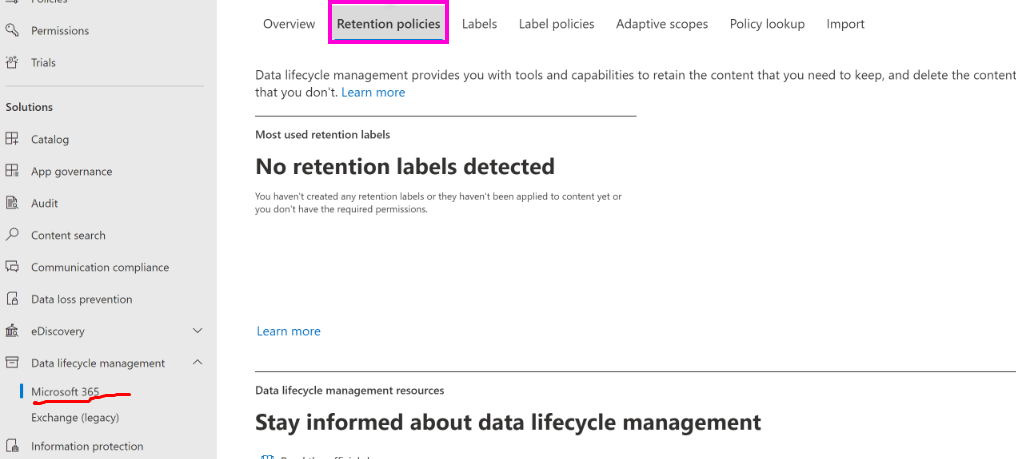 Policies
Permissions
Trials
Solutions
Catalog
App governance
Audit
Content search
Communication compliance
Data loss prevention
eDiscovery
Data lifecycle management
Microsoft 365
Exchange (legacy)
Information protection
Overview Retention policies Labels Label policies Adaptive scopes Policy lookup Import
Data lifecycle management provides you with tools and capabilities to retain the content that you need to keep, and delete the content
that you don't. Learn more
Most used retention labels
No retention labels detected
You haven't created any retention labels or they haven't been applied to content yet or
you don't have the required permissions.
Learn more
Data lifecycle management resources
Stay informed about data lifecycle management